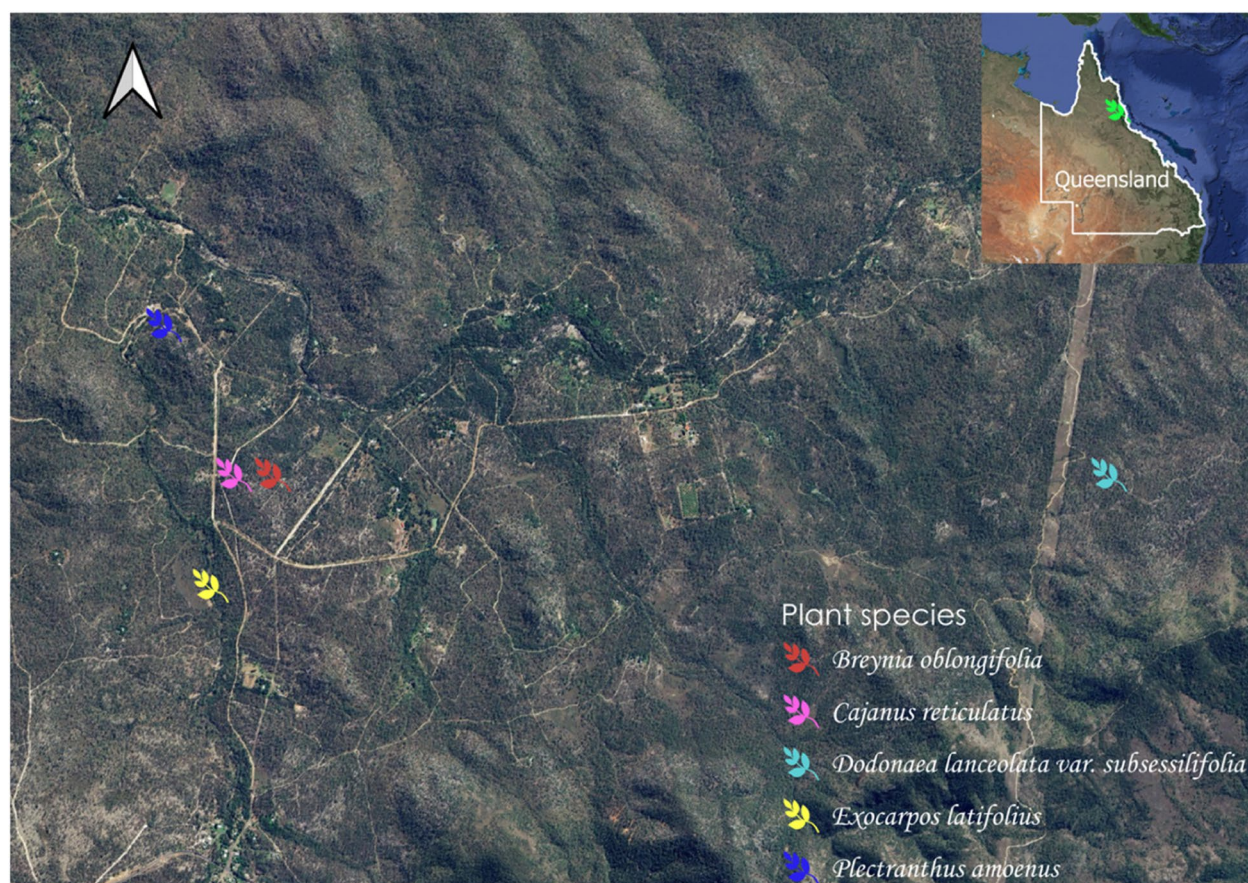 Queensland
Plant species
Breynia oblongifolia
Cajanus reticulatus
Dodonaea lanceolata var. subsessilifolia
Exocarpos latifolius
Plectranthus amoenus